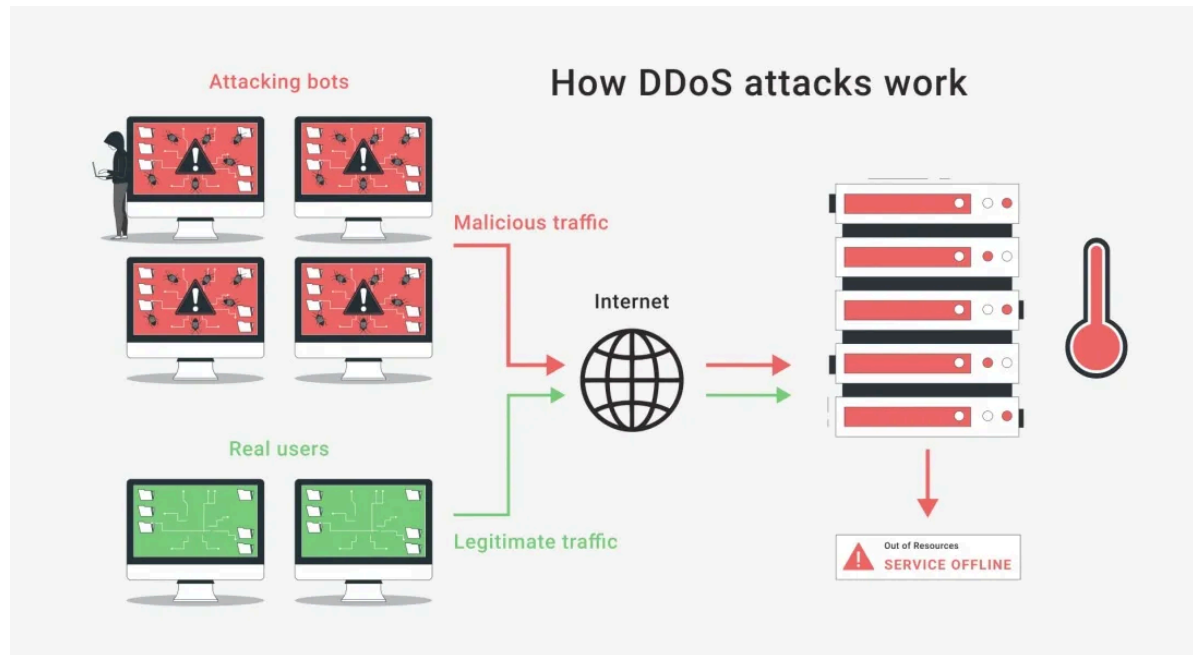 How DDoS attacks work
Attacking bots
Malicious traffic
Internet
Real users
Legitimate traffic
Out of Resources
SERVICE OFFLINE